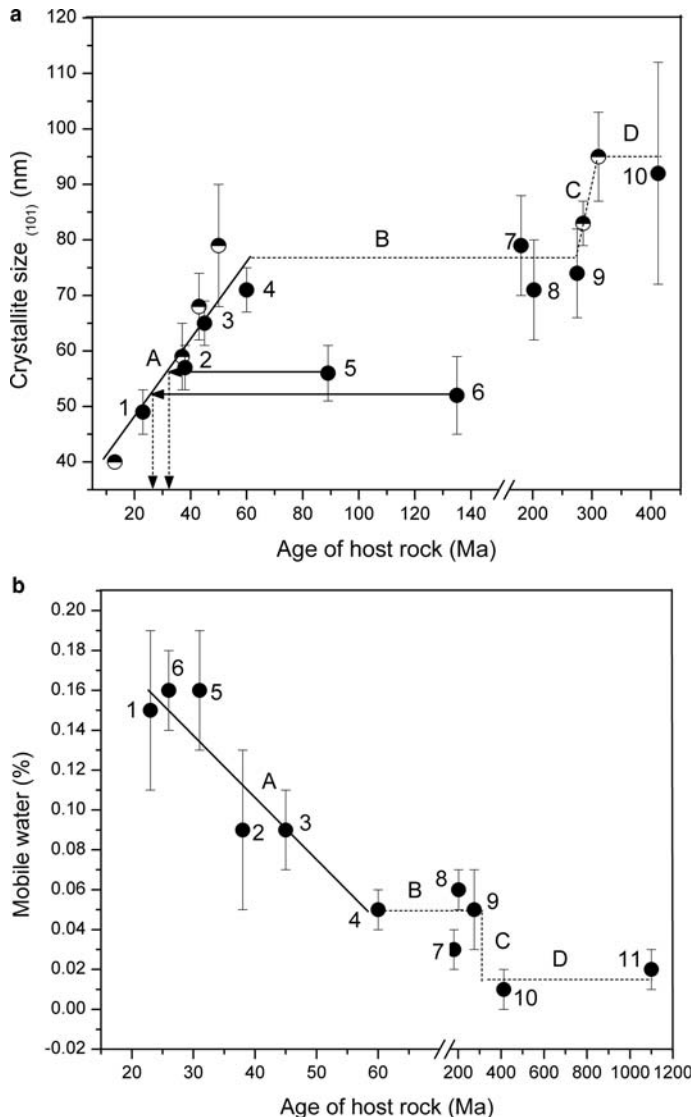 a
120
110
100
90
80
70
60
50
40
Crystallite size (101) (nm)
A
B
C
D
1
2
3
4
5
6
7
8
9
10
20 40 60 80 100 120 140 200 300 400
Age of host rock (Ma)
b
0.20
0.18
0.16
0.14
0.12
0.10
0.08
0.06
0.04
0.02
0.00
-0.02
Mobile water (%)
1
6
5
A
2
3
4
B
8
9
7
C
D
10
11
20 30 40 50 60 200 400 600 800 1000 1200
Age of host rock (Ma)